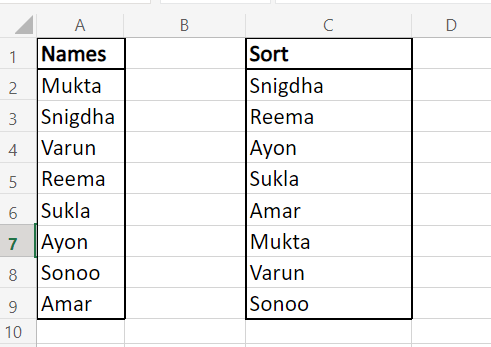 A B C D
1 Names Sort
2 Mukta Snigdha
3 Snigdha Reema
4 Varun Ayon
5 Reema Sukla
6 Sukla Amar
7 Ayon Mukta
8 Sonoo Varun
9 Amar Sonoo
10